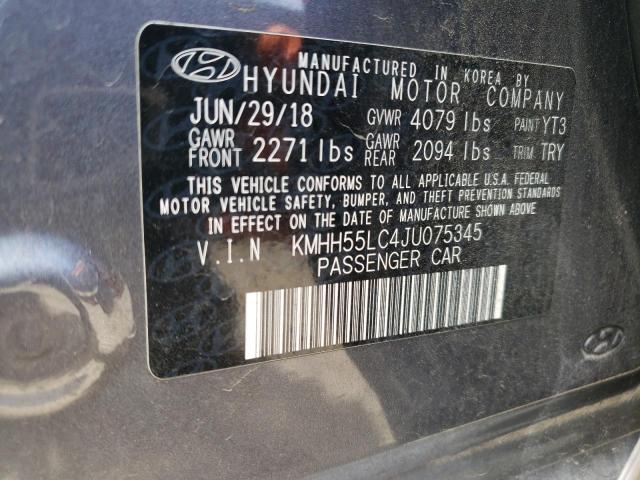 MANUFACTURED IN KOREA BY
HYUNDAI MOTOR COMPANY
JUN/29/18 GVWR 4079 lbs PAINT YT3
GAWR FRONT 2271 lbs GAWR REAR 2094 lbs TRIM TRY
THIS VEHICLE CONFORMS TO ALL APPLICABLE U.S.A. FEDERAL
MOTOR VEHICLE SAFETY, BUMPER, AND THEFT PREVENTION STANDARDS
IN EFFECT ON THE DATE OF MANUFACTURE SHOWN ABOVE.
V.I.N KMHH55LC4JU075345
PASSENGER CAR